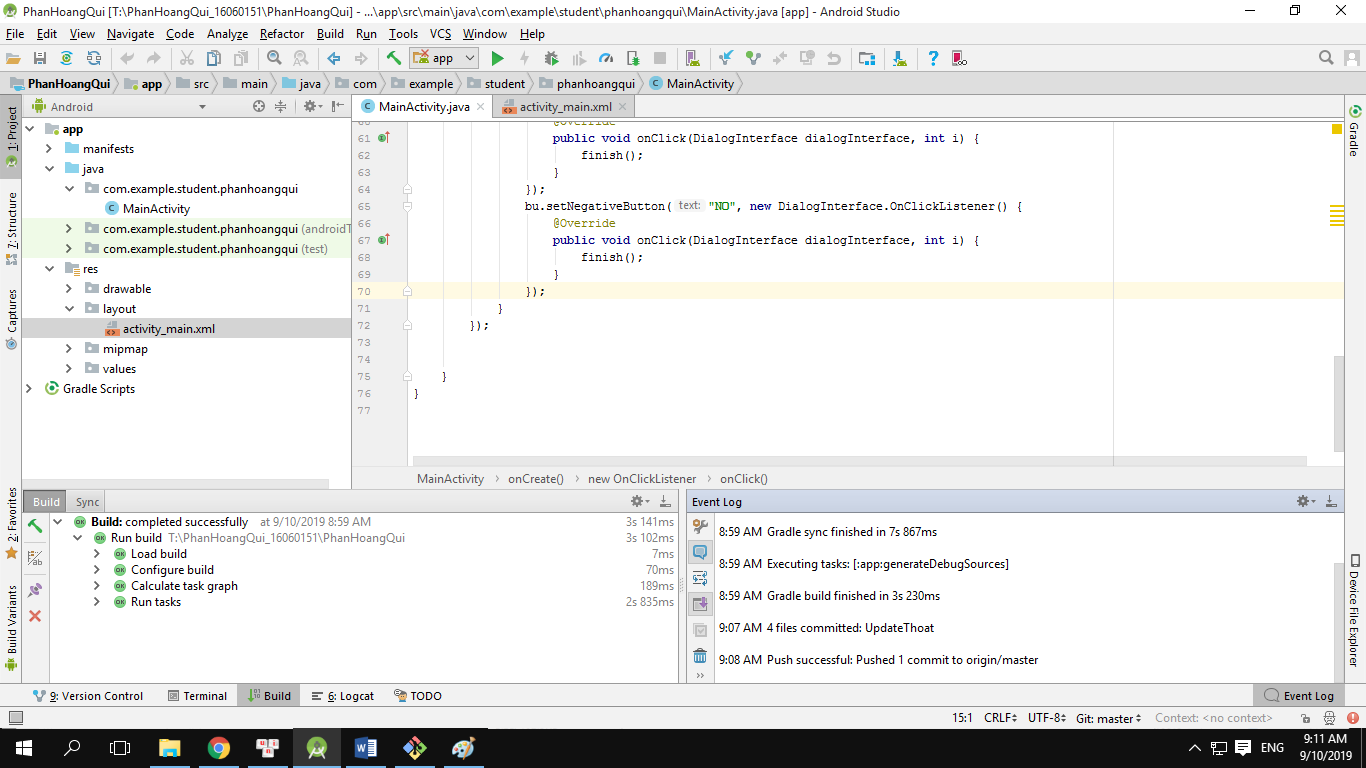 PhanHoangQui [T:\PhanHoangQui_16060151\PhanHoangQui] - ...\app\src\main\java\com\example\student\phanhoangqui\MainActivity.java [app] - Android Studio
File Edit View Navigate Code Analyze Refactor Build Run Tools VCS Window Help
app
PhanHoangQui app src main java com example student phanhoangqui MainActivity
Android
MainActivity.java activity_main.xml
1: Project
7: Structure
Captures
2: Favorites
Build Variants
app
manifests
java
com.example.student.phanhoangqui
MainActivity
com.example.student.phanhoangqui (androidT
com.example.student.phanhoangqui (test)
res
drawable
layout
activity_main.xml
mipmap
values
Gradle Scripts
60 @Override
61 public void onClick(DialogInterface dialogInterface, int i) {
62 finish();
63 }
64 });
65 bu.setNegativeButton( text: "NO", new DialogInterface.OnClickListener() {
66 @Override
67 public void onClick(DialogInterface dialogInterface, int i) {
68 finish();
69 }
70 });
71 }
72 });
73
74
75 }
76 }
77
MainActivity > onCreate() > new OnClickListener > onClick()
Gradle
Device File Explorer
Build Sync
Build: completed successfully at 9/10/2019 8:59 AM 3s 141ms
Run build T:\PhanHoangQui_16060151\PhanHoangQui 3s 102ms
Load build 7ms
Configure build 70ms
Calculate task graph 189ms
Run tasks 2s 835ms
Event Log
8:59 AM Gradle sync finished in 7s 867ms
8:59 AM Executing tasks: [:app:generateDebugSources]
8:59 AM Gradle build finished in 3s 230ms
9:07 AM 4 files committed: UpdateThoat
9:08 AM Push successful: Pushed 1 commit to origin/master
9: Version Control Terminal Build 6: Logcat TODO Event Log
15:1 CRLF UTF-8 Git: master Context: <no context>
ENG 9:11 AM
9/10/2019